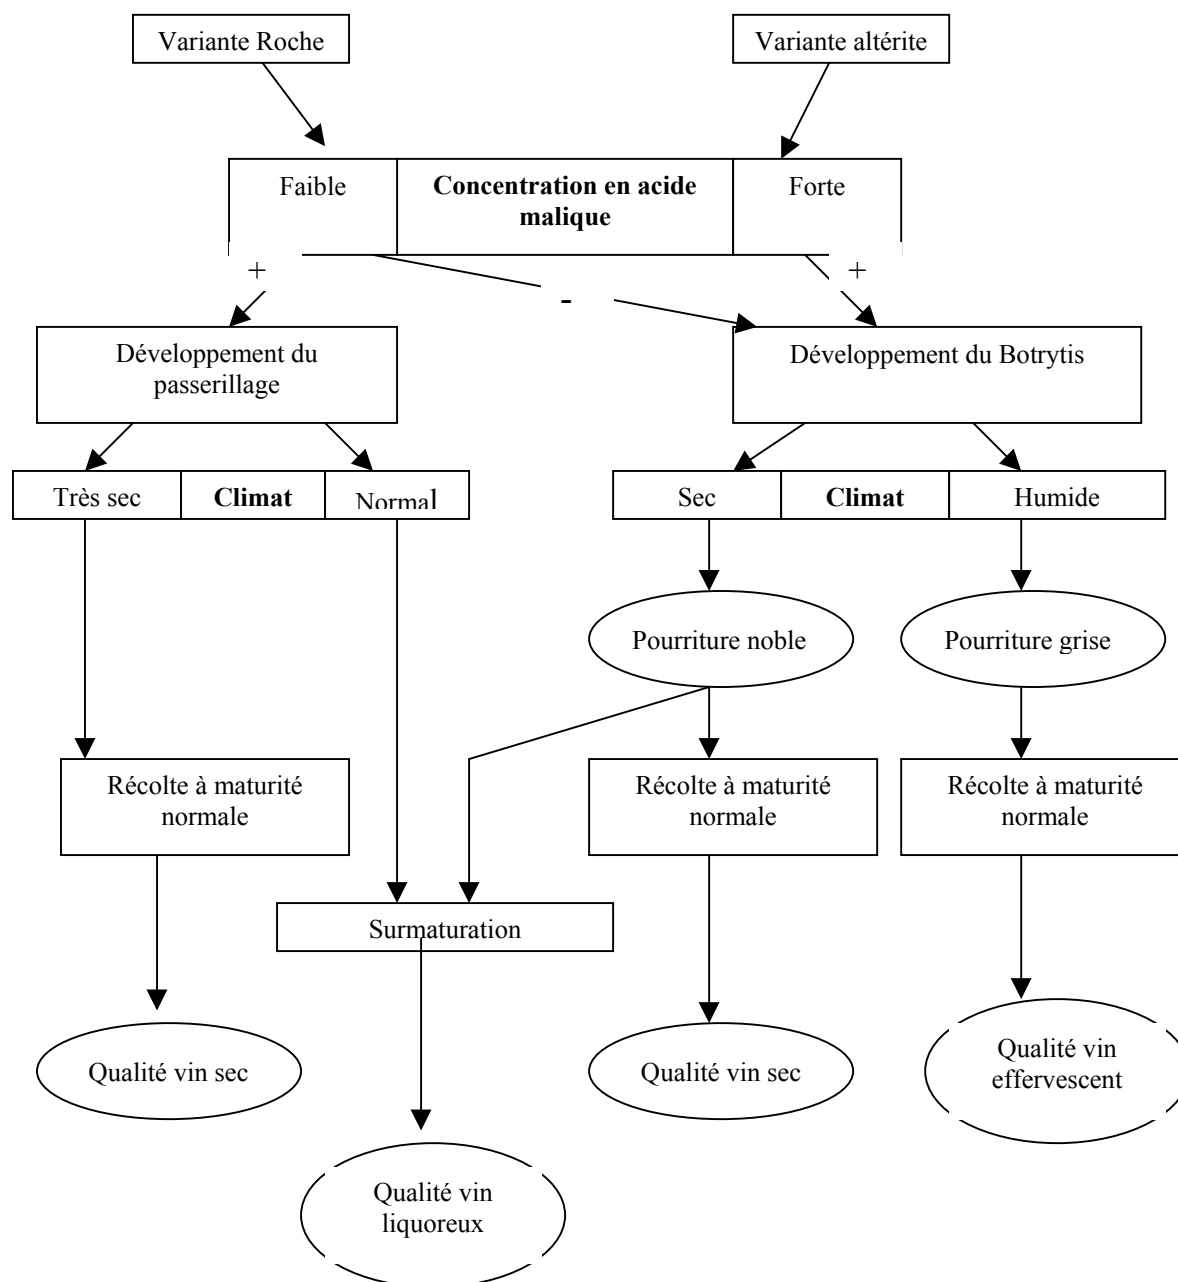 Variante Roche
Variante altérite
Faible
Concentration en acide
malique
Forte
+
+
-
Développement du
passerillage
Développement du Botrytis
Très sec
Climat
Normal
Sec
Climat
Humide
Pourriture noble
Pourriture grise
Récolte à maturité
normale
Récolte à maturité
normale
Récolte à maturité
normale
Surmaturation
Qualité vin sec
Qualité vin sec
Qualité vin
effervescent
Qualité vin
liquoreux